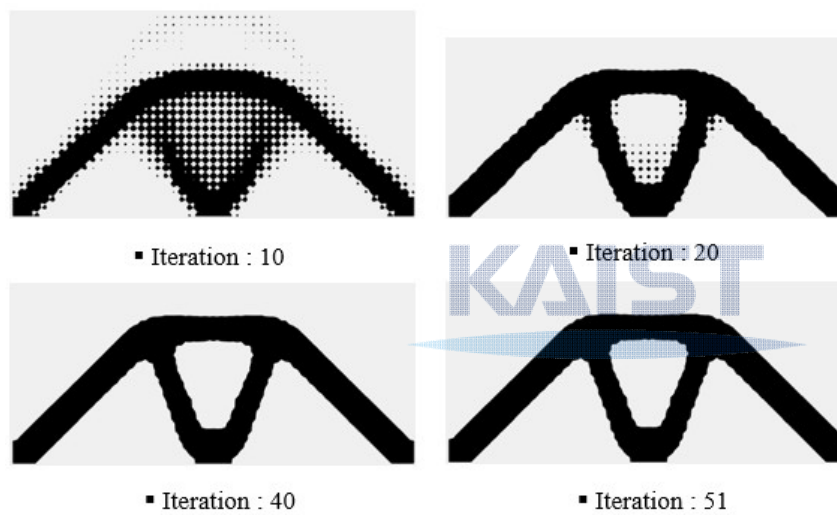 ▪ Iteration : 10
▪ Iteration : 20
KAIST
▪ Iteration : 40
▪ Iteration : 51